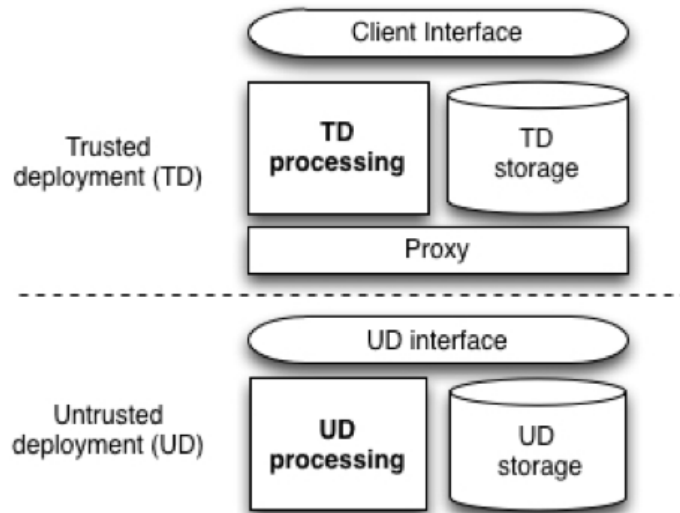 Client Interface
Trusted
deployment (TD)
TD
processing
TD
storage
Proxy
UD interface
Untrusted
deployment (UD)
UD
processing
UD
storage